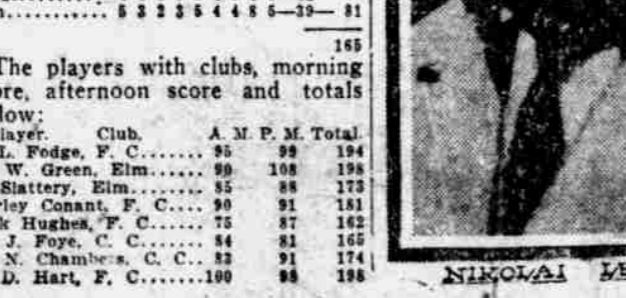 5 3 2 3 5 4 4 8 5—39— 81
165
The players with clubs, morning
ore, afternoon score and totals
low:
layer. Club. A. M. P. M. Total.
L. Fodge, F. C....... 95 99 194
W. Green, Elm...... 90 108 198
Slattery, Elm........ 85 88 173
rley Conant, F. C.... 90 91 181
k Hughes, F. C...... 75 87 162
J. Foye, C. C....... 84 81 165
N. Chambers, C. C.. 83 91 174
D. Hart, F. C.......100 98 198
NIKOLAI